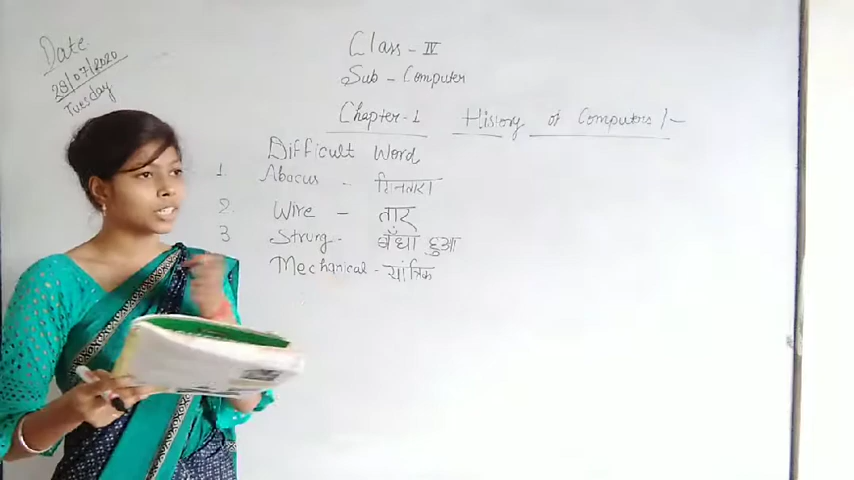 Date
28/07/2020
Tuesday
Class - IV
Sub - Computer
Chapter-1 History of Computers :-
Difficult Word
1 Abacus - गिनतारा
2 Wire - तार
3 Strung - बँधा हुआ
Mechanical - यांत्रिक